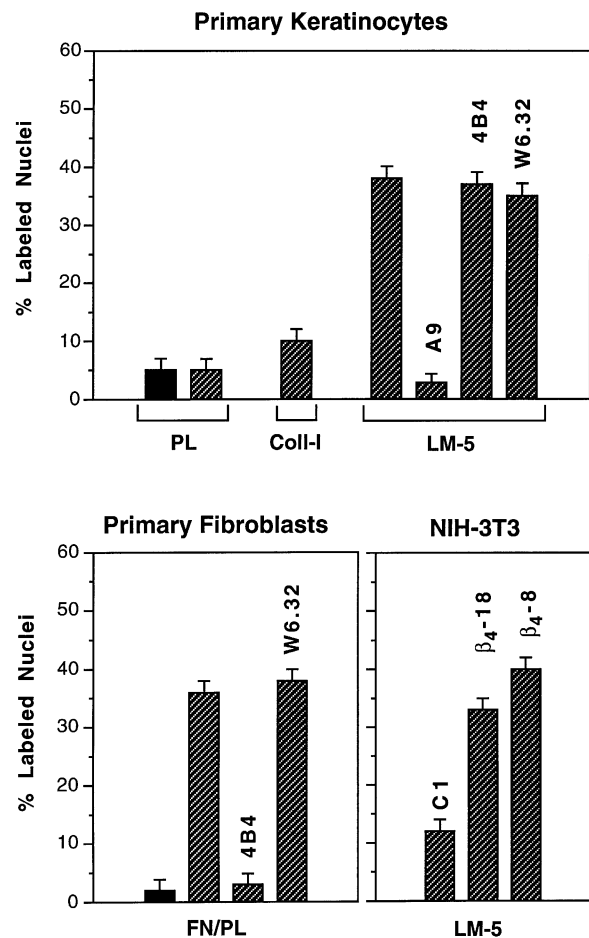 Primary Keratinocytes
% Labeled Nuclei
60
50
40
30
20
10
0
A9
4B4
W6.32
PL
Coll-I
LM-5
Primary Fibroblasts
NIH-3T3
% Labeled Nuclei
60
50
40
30
20
10
0
4B4
W6.32
C1
β4-18
β4-8
FN/PL
LM-5